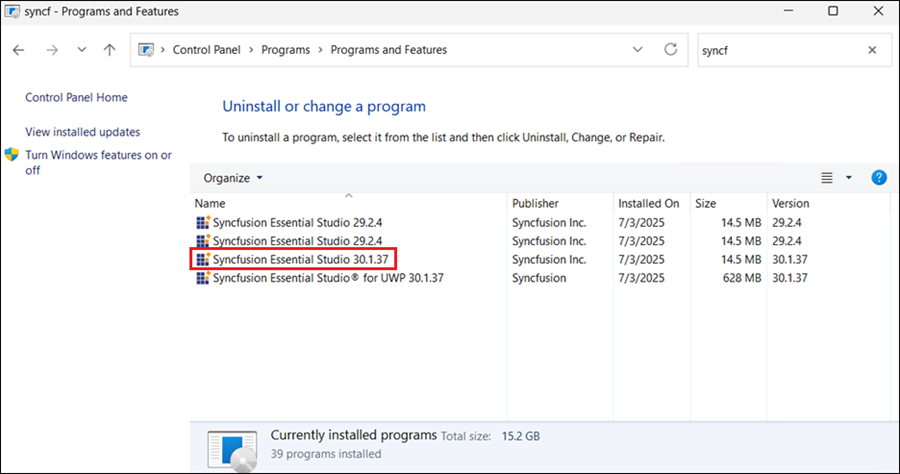 syncf - Programs and Features
Control Panel > Programs > Programs and Features
syncf
Control Panel Home
View installed updates
Turn Windows features on or
off
Uninstall or change a program
To uninstall a program, select it from the list and then click Uninstall, Change, or Repair.
Organize
?
Name Publisher Installed On Size Version
Syncfusion Essential Studio 29.2.4 Syncfusion Inc. 7/3/2025 14.5 MB 29.2.4
Syncfusion Essential Studio 29.2.4 Syncfusion Inc. 7/3/2025 14.5 MB 29.2.4
Syncfusion Essential Studio 30.1.37 Syncfusion Inc. 7/3/2025 14.5 MB 30.1.37
Syncfusion Essential Studio® for UWP 30.1.37 Syncfusion 7/3/2025 628 MB 30.1.37
Currently installed programs Total size: 15.2 GB
39 programs installed